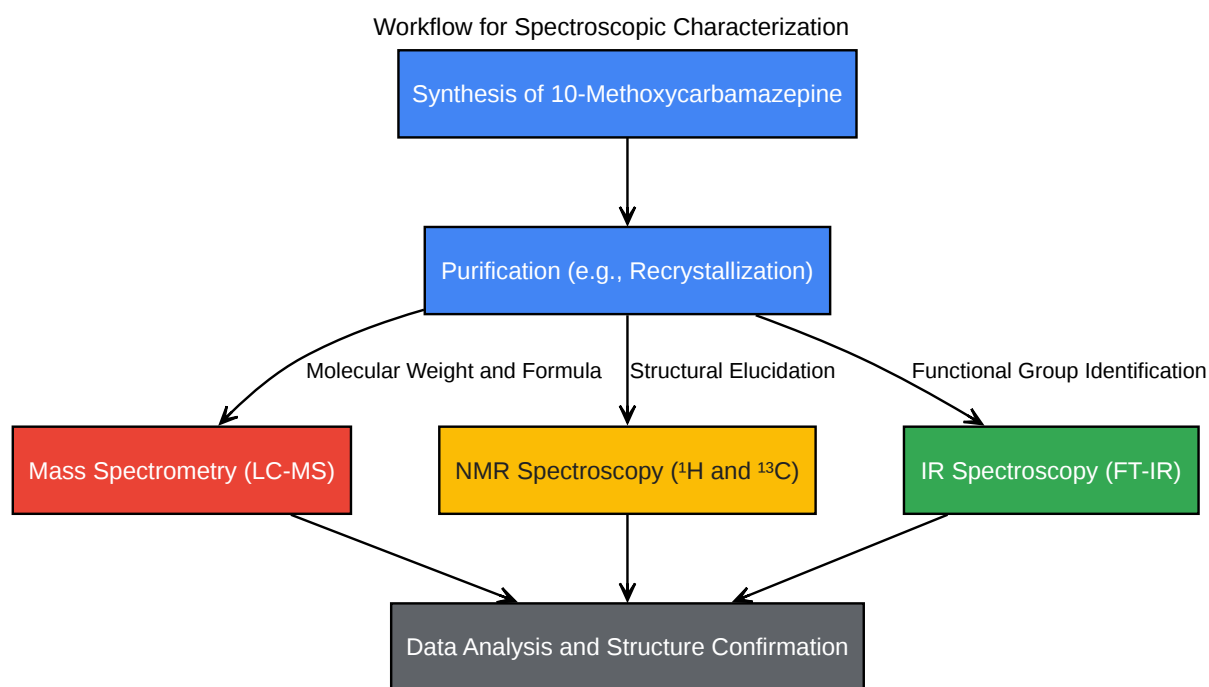 Workflow for Spectroscopic Characterization
Synthesis of 10-Methoxycarbamazepine
Purification (e.g., Recrystallization)
Molecular Weight and Formula
Structural Elucidation
Functional Group Identification
Mass Spectrometry (LC-MS)
NMR Spectroscopy (¹H and ¹³C)
IR Spectroscopy (FT-IR)
Data Analysis and Structure Confirmation